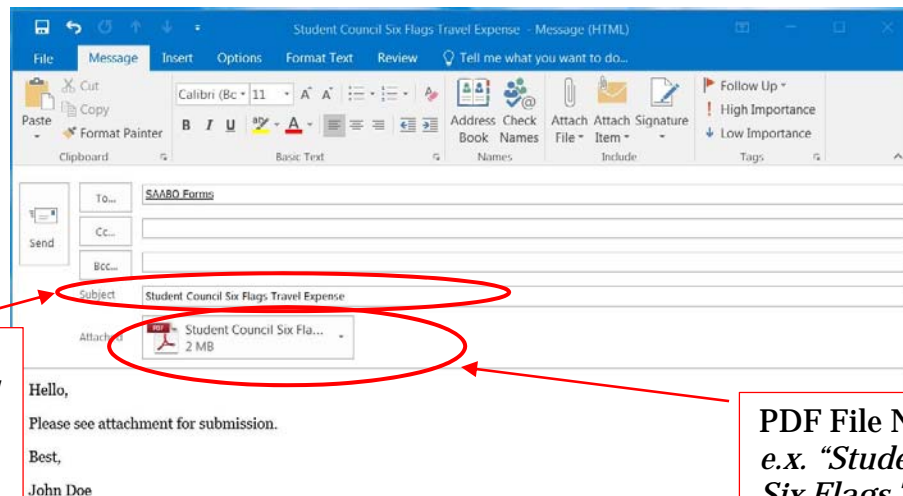 Student Council Six Flags Travel Expense - Message (HTML)
File Message Insert Options Format Text Review Tell me what you want to do...
Paste
Cut
Copy
Format Painter
Clipboard
Calibri (Bc 11
B I U
Basic Text
Address Book
Check Names
Names
Attach File
Attach Item
Signature
Include
Follow Up
High Importance
Low Importance
Tags
Send
To... SAABO Forms
Cc...
Bcc...
Subject Student Council Six Flags Travel Expense
Attached PDF Student Council Six Fla...
2 MB
Hello,
Please see attachment for submission.
Best,
John Doe
PDF File N
e.x. “Stude
Six Flags